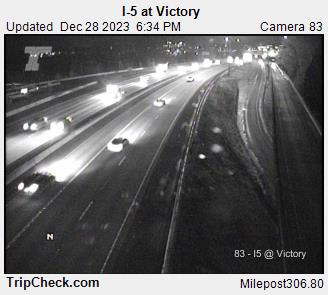 I-5 at Victory
Updated Dec 28 2023 6:34 PM Camera 83
T
N
83 - I5 @ Victory
TripCheck.com Milepost306.80